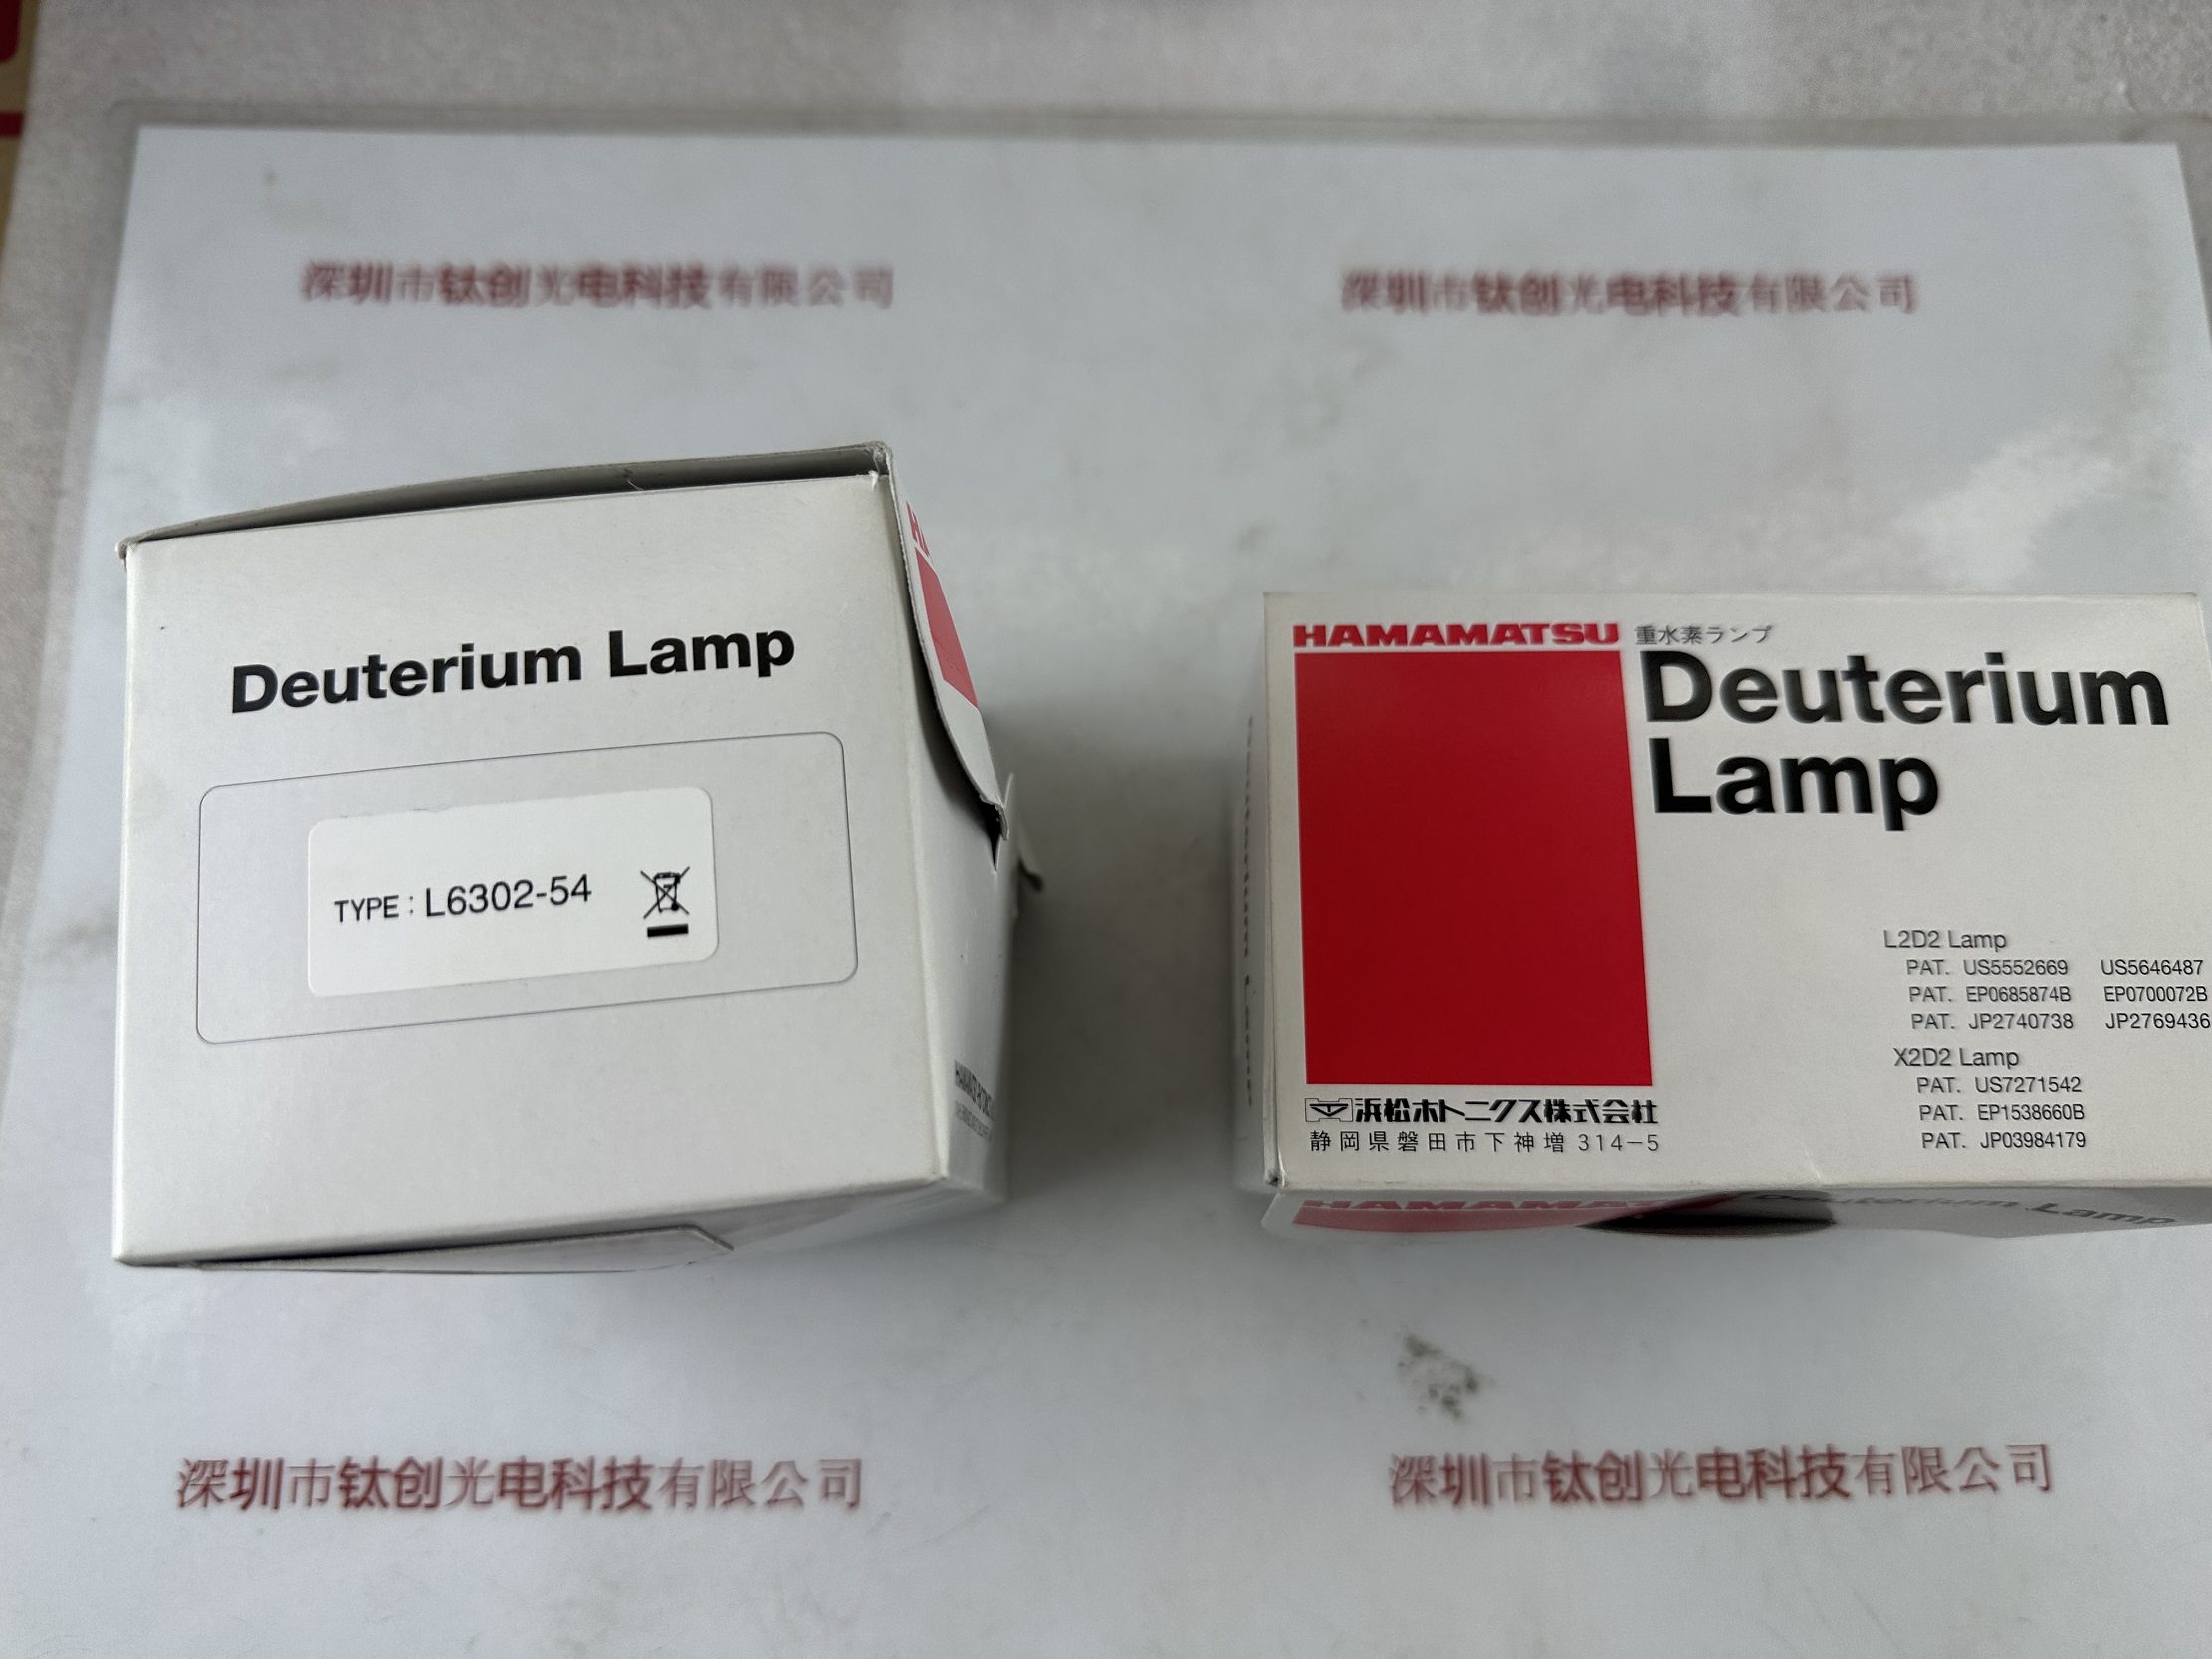 深圳市钛创光电科技有限公司
深圳市钛创光电科技有限公司
Deuterium Lamp
TYPE : L6302-54
HAMAMATSU 重水素ランプ
Deuterium
Lamp
L2D2 Lamp
PAT. US5552669 US5646487
PAT. EP0685874B EP0700072B
PAT. JP2740738 JP2769436
X2D2 Lamp
PAT. US7271542
PAT. EP1538660B
PAT. JP03984179
浜松ホトニクス株式会社
静岡県磐田市下神増 314-5
HAMAMATSU
Deuterium Lamp
深圳市钛创光电科技有限公司
深圳市钛创光电科技有限公司